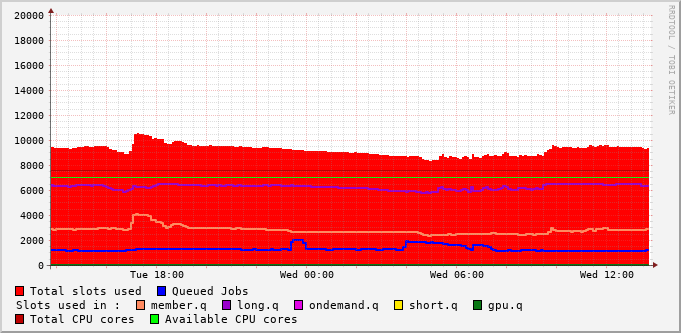 20000
18000
16000
14000
12000
10000
8000
6000
4000
2000
0
Tue 18:00 Wed 00:00 Wed 06:00 Wed 12:00
Total slots used Queued Jobs
Slots used in : member.q long.q ondemand.q short.q gpu.q
Total CPU cores Available CPU cores
RRDTOOL / TOBI OETIKER